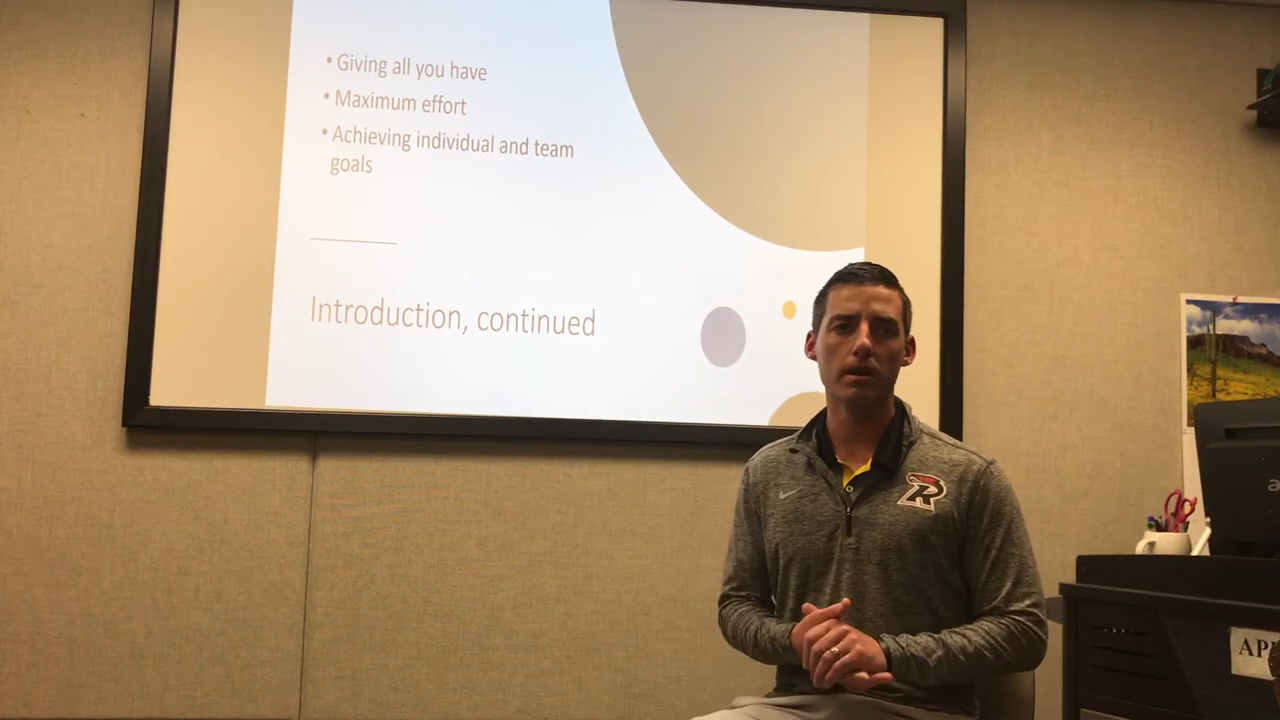 • Giving all you have
• Maximum effort
• Achieving individual and team
goals
Introduction, continued
R